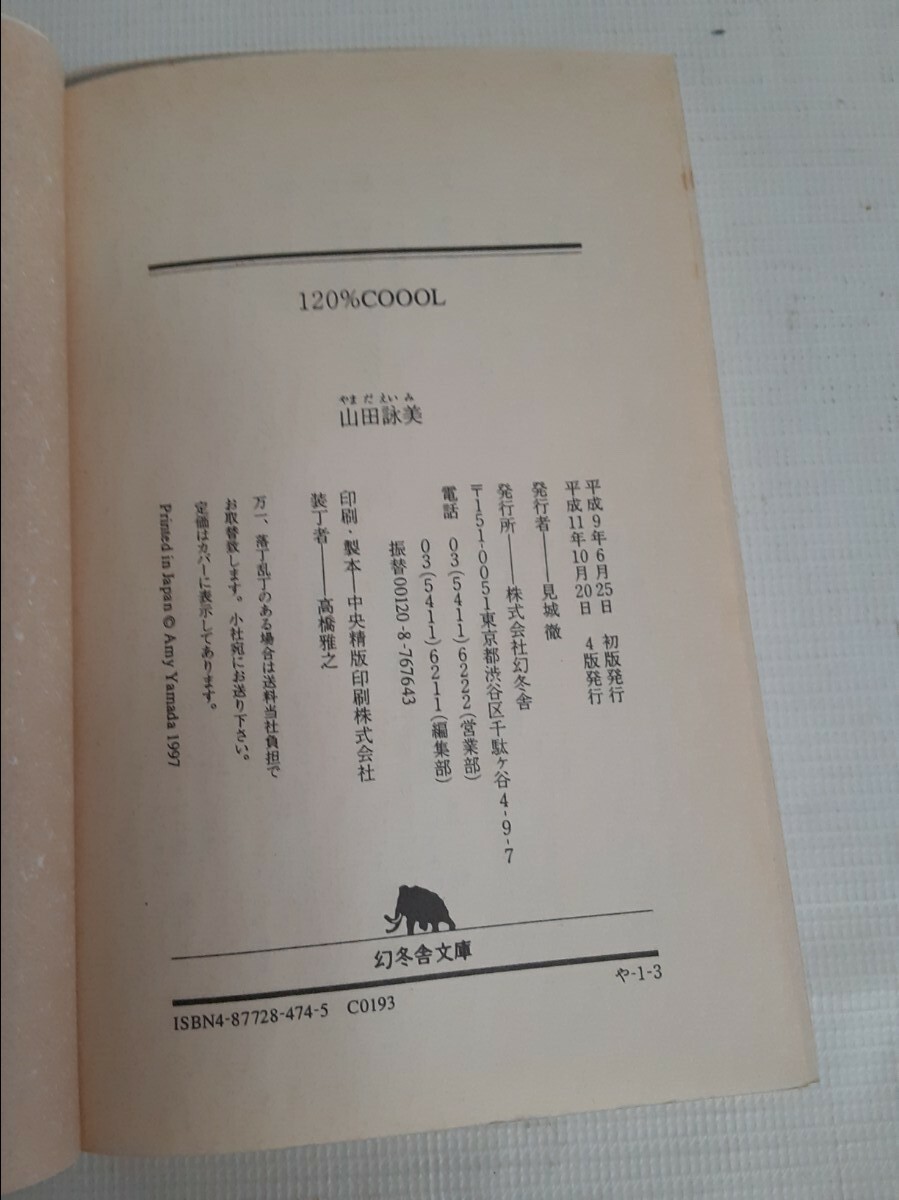 120%COOOL
やまだえいみ
山田詠美
平成9年6月25日 初版発行
平成11年10月20日 4版発行
発行者――見城 徹
発行所――株式会社幻冬舎
〒151-0051東京都渋谷区千駄ヶ谷4-9-7
電話 03(5411)6222(営業部)
03(5411)6211(編集部)
振替00120-8-767643
印刷・製本――中央精版印刷株式会社
装丁者――高橋雅之
万一、落丁乱丁のある場合は送料当社負担で
お取替致します。小社宛にお送り下さい。
定価はカバーに表示してあります。
Printed in Japan © Amy Yamada 1997
幻冬舎文庫
や-1-3
ISBN4-87728-474-5 C0193